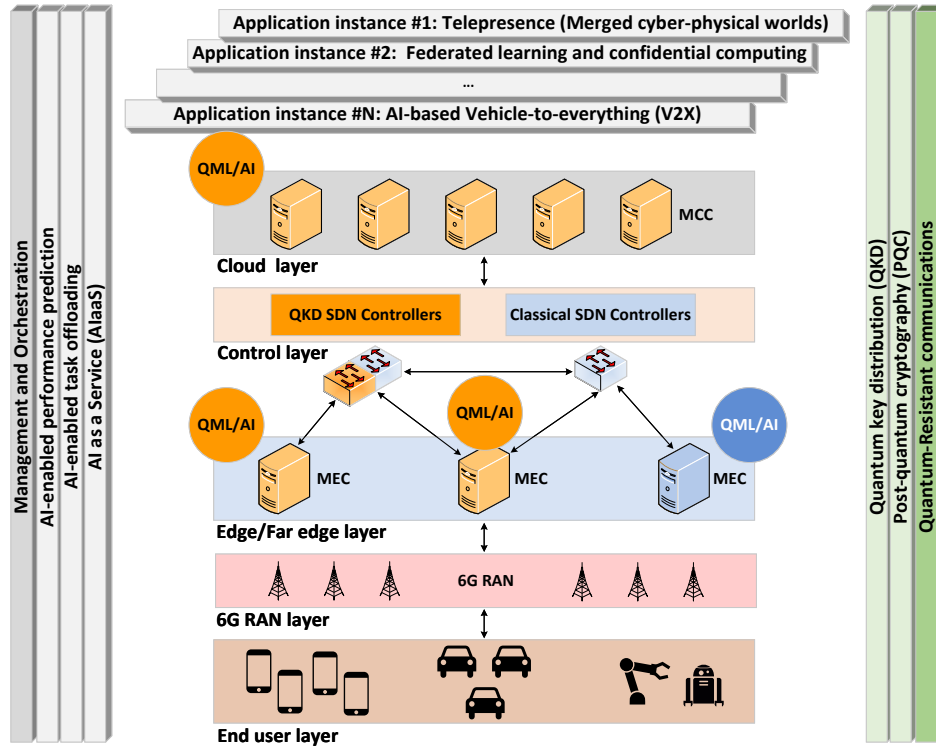 Application instance #1: Telepresence (Merged cyber-physical worlds)
Application instance #2: Federated learning and confidential computing
...
Application instance #N: AI-based Vehicle-to-everything (V2X)
Management and Orchestration
AI-enabled performance prediction
AI-enabled task offloading
AI as a Service (AIaaS)
QML/AI
MCC
Cloud layer
QKD SDN Controllers
Classical SDN Controllers
Control layer
QML/AI
QML/AI
QML/AI
MEC
MEC
MEC
Edge/Far edge layer
6G RAN
6G RAN layer
End user layer
Quantum key distribution (QKD)
Post-quantum cryptography (PQC)
Quantum-Resistant communications